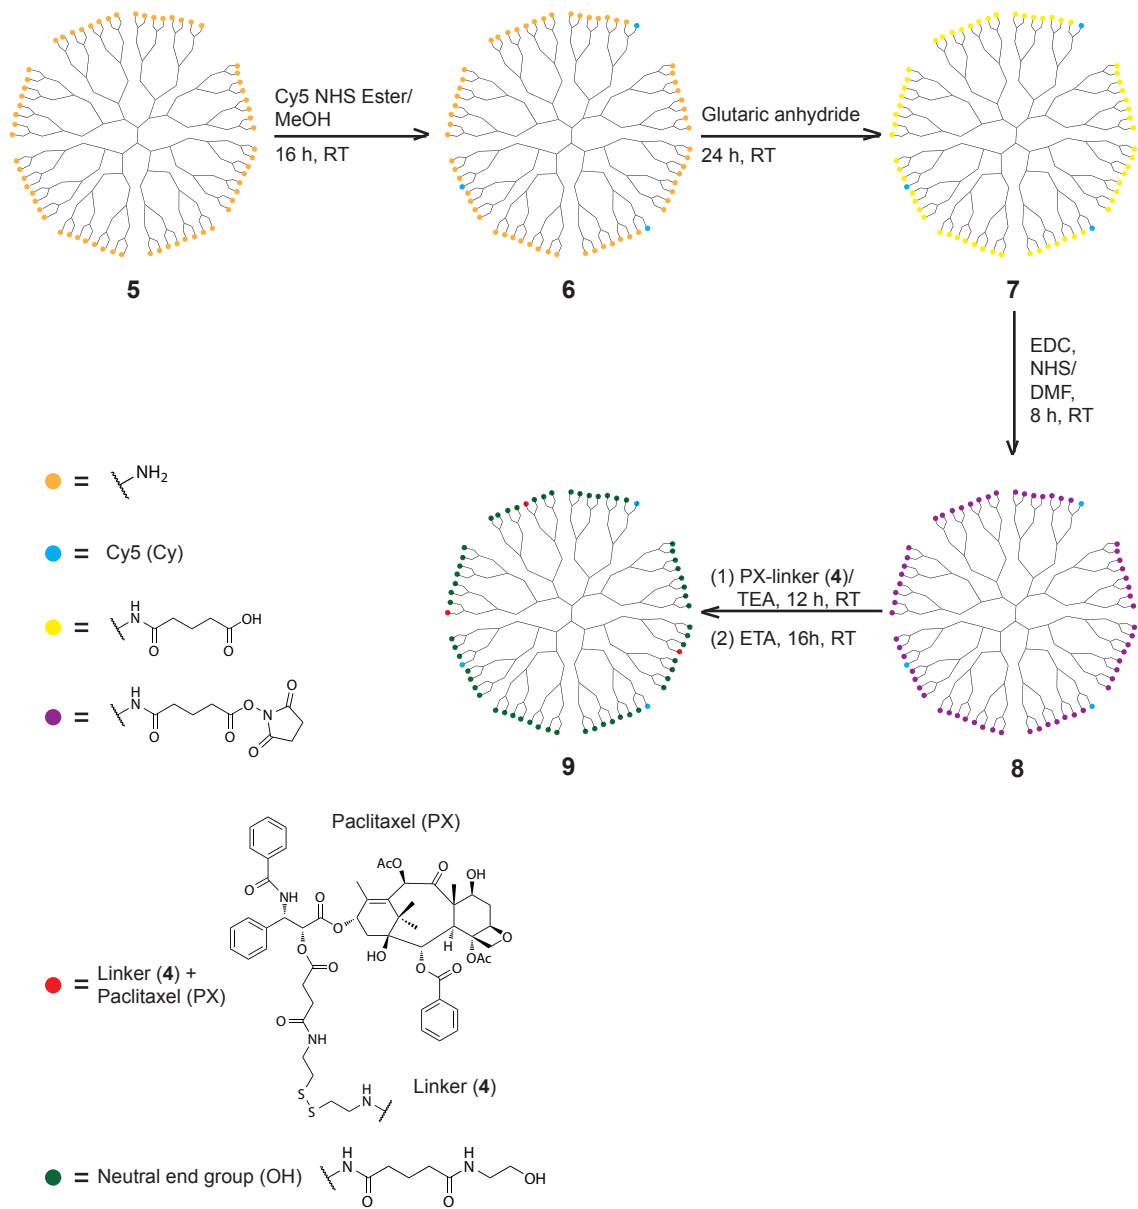 Cy5 NHS Ester/
MeOH
16 h, RT
Glutaric anhydride
24 h, RT
5
6
7
EDC,
NHS/
DMF,
8 h, RT
= NH2
= Cy5 (Cy)
= H
N
O
O
OH
= H
N
O
O
O
N
O
O
(1) PX-linker (4)/
TEA, 12 h, RT
(2) ETA, 16h, RT
9
8
Paclitaxel (PX)
O
NH
O
O
O
O
AcO
O
OH
HO
H
O
O
OAc
O
= Linker (4) +
Paclitaxel (PX)
O
NH
S
S
H
N
Linker (4)
= Neutral end group (OH)
H
N
O
O
H
N
OH